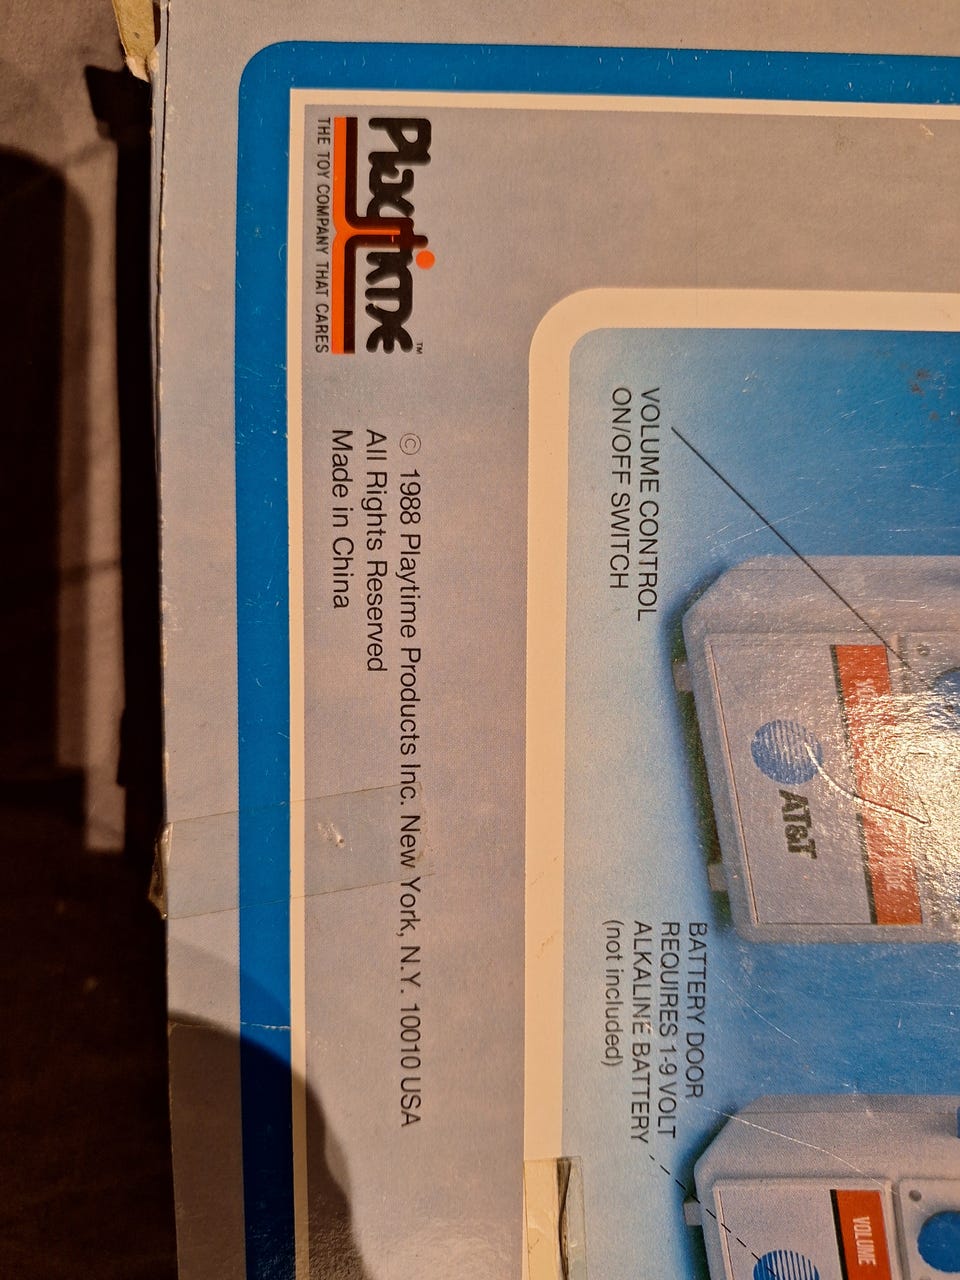 VOLUME CONTROL
ON/OFF SWITCH
AT&T
BATTERY DOOR
REQUIRES 1-9 VOLT
ALKALINE BATTERY
(not included)
VOLUME
Playtime™
THE TOY COMPANY THAT CARES
© 1988 Playtime Products Inc. New York, N.Y. 10010 USA
All Rights Reserved
Made in China